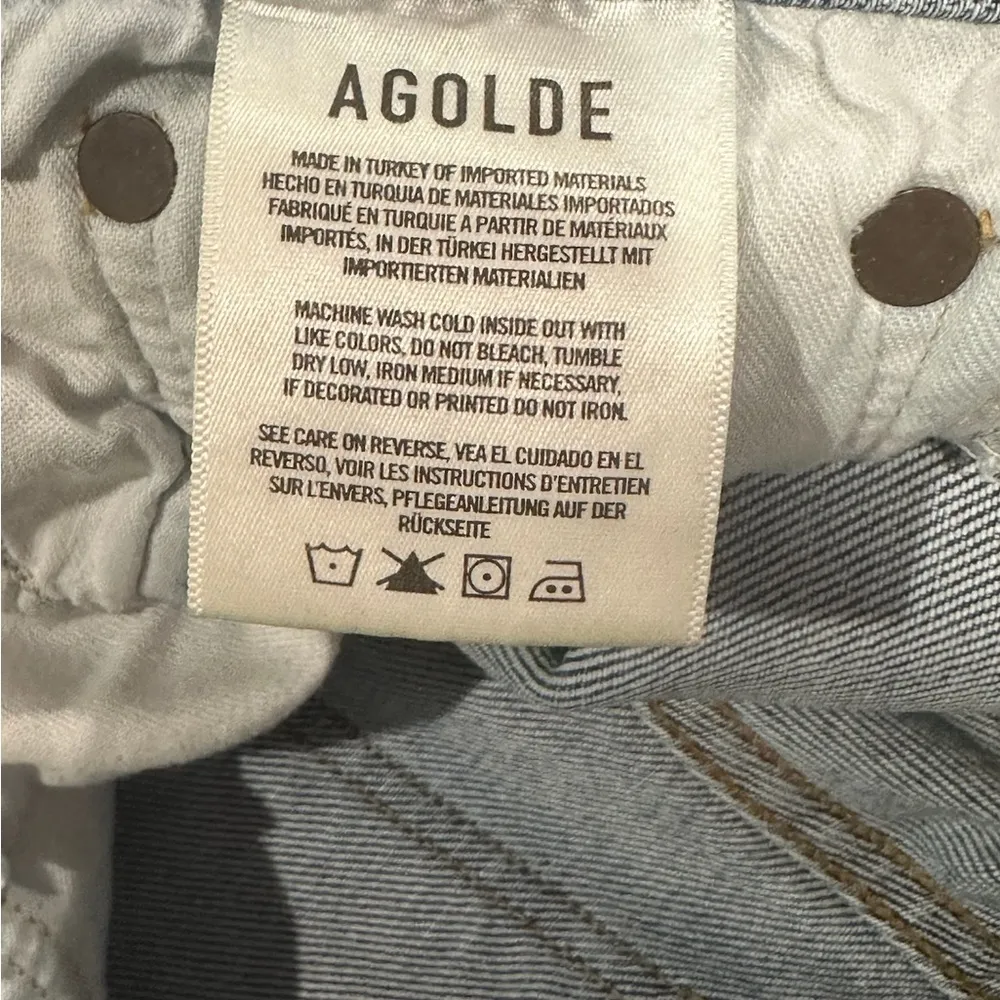 AGOLDE
MADE IN TURKEY OF IMPORTED MATERIALS
HECHO EN TURQUIA DE MATERIALES IMPORTADOS
FABRIQUÉ EN TURQUIE A PARTIR DE MATÉRIAUX
IMPORTÉS, IN DER TÜRKEI HERGESTELLT MIT
IMPORTIERTEN MATERIALIEN
MACHINE WASH COLD INSIDE OUT WITH
LIKE COLORS, DO NOT BLEACH, TUMBLE
DRY LOW, IRON MEDIUM IF NECESSARY,
IF DECORATED OR PRINTED DO NOT IRON.
SEE CARE ON REVERSE, VEA EL CUIDADO EN EL
REVERSO, VOIR LES INSTRUCTIONS D'ENTRETIEN
SUR L'ENVERS, PFLEGEANLEITUNG AUF DER
RÜCKSEITE